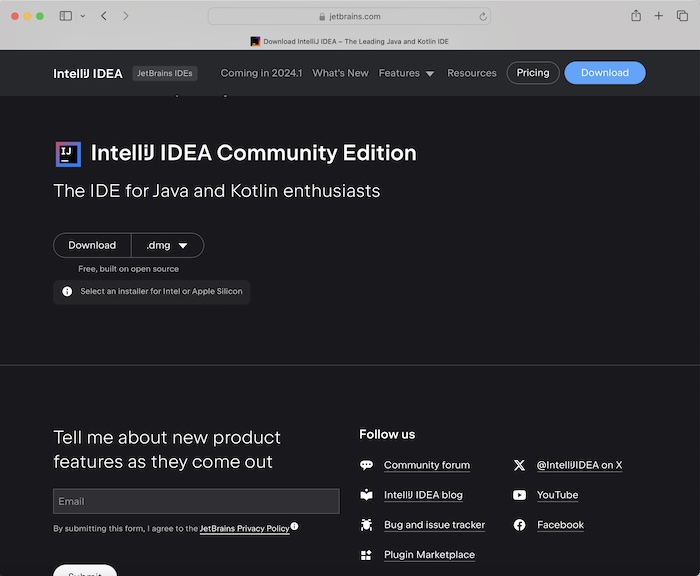 jetbrains.com
Download IntelliJ IDEA – The Leading Java and Kotlin IDE
IntelliJ IDEA
JetBrains IDEs
Coming in 2024.1
What's New
Features
Resources
Pricing
Download
IJ
IntelliJ IDEA Community Edition
The IDE for Java and Kotlin enthusiasts
Download
.dmg
Free, built on open source
Select an installer for Intel or Apple Silicon
Tell me about new product
features as they come out
Email
By submitting this form, I agree to the JetBrains Privacy Policy
Submit
Follow us
Community forum
@IntelliJIDEA on X
IntelliJ IDEA blog
YouTube
Bug and issue tracker
Facebook
Plugin Marketplace